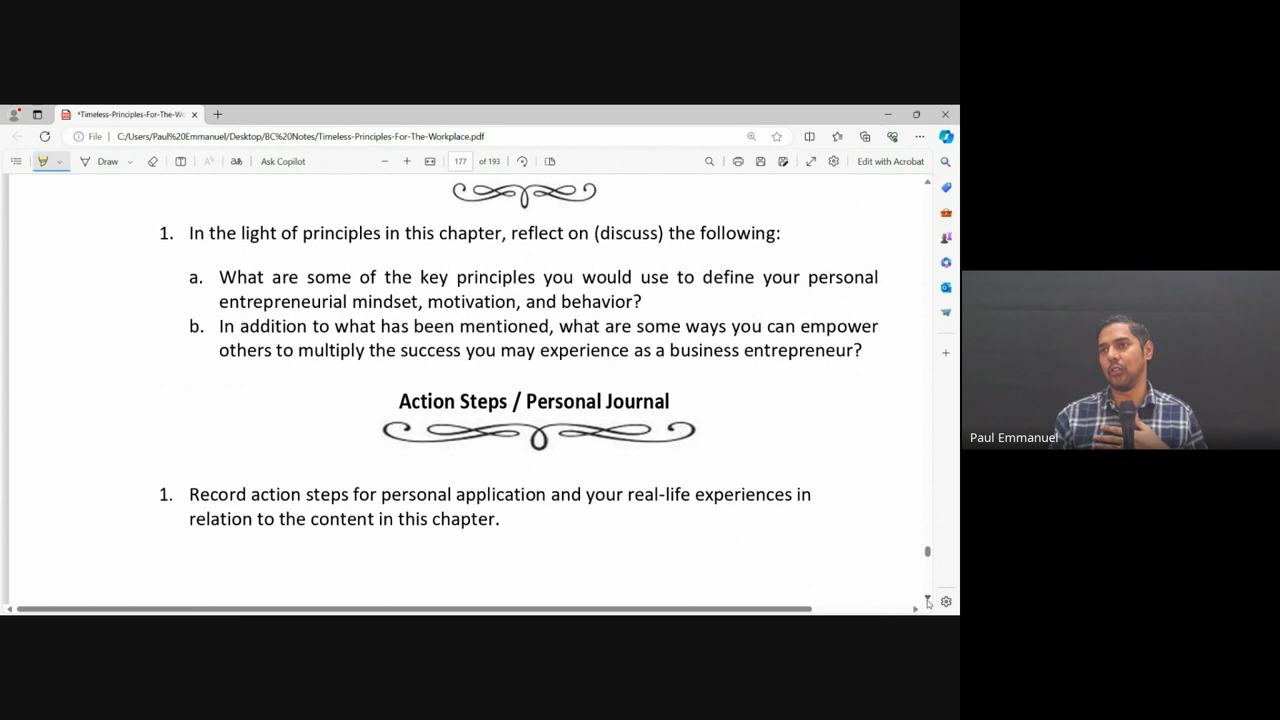 *Timeless-Principles-For-The-Wo
File C:/Users/Paul%20Emmanuel/Desktop/BC%20Notes/Timeless-Principles-For-The-Workplace.pdf
Draw Ask Copilot 177 of 193 Edit with Acrobat
1. In the light of principles in this chapter, reflect on (discuss) the following:
a. What are some of the key principles you would use to define your personal
entrepreneurial mindset, motivation, and behavior?
b. In addition to what has been mentioned, what are some ways you can empower
others to multiply the success you may experience as a business entrepreneur?
Action Steps / Personal Journal
1. Record action steps for personal application and your real-life experiences in
relation to the content in this chapter.
Paul Emmanuel